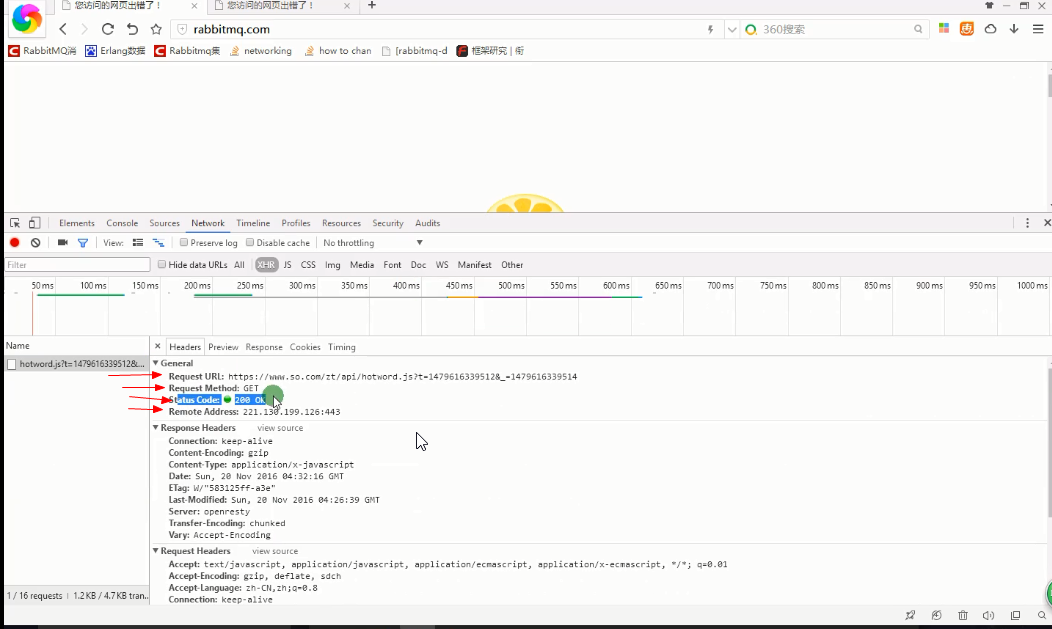 您访问的网页出错了！
您访问的网页出错了！
rabbitmq.com
360搜索
RabbitMQ消 Erlang数据 Rabbitmq集 networking how to chan [rabbitmq-d 框架研究 | 衔
Elements Console Sources Network Timeline Profiles Resources Security Audits
View: Preserve log Disable cache No throttling
Filter Hide data URLs All XHR JS CSS Img Media Font Doc WS Manifest Other
50 ms 100 ms 150 ms 200 ms 250 ms 300 ms 350 ms 400 ms 450 ms 500 ms 550 ms 600 ms 650 ms 700 ms 750 ms 800 ms 850 ms 900 ms 950 ms 1000 ms
Name
Headers Preview Response Cookies Timing
hotword.js?t=1479616339512&...
General
Request URL: https://www.so.com/zt/api/hotword.js?t=1479616339512&_=1479616339514
Request Method: GET
Status Code: 200 OK
Remote Address: 221.130.199.126:443
Response Headers view source
Connection: keep-alive
Content-Encoding: gzip
Content-Type: application/x-javascript
Date: Sun, 20 Nov 2016 04:32:16 GMT
ETag: W/"583125ff-a3e"
Last-Modified: Sun, 20 Nov 2016 04:26:39 GMT
Server: openresty
Transfer-Encoding: chunked
Vary: Accept-Encoding
Request Headers view source
Accept: text/javascript, application/javascript, application/ecmascript, application/x-ecmascript, */*; q=0.01
Accept-Encoding: gzip, deflate, sdch
Accept-Language: zh-CN,zh;q=0.8
Connection: keep-alive
1 / 16 requests | 1.2 KB / 4.7 KB tran...